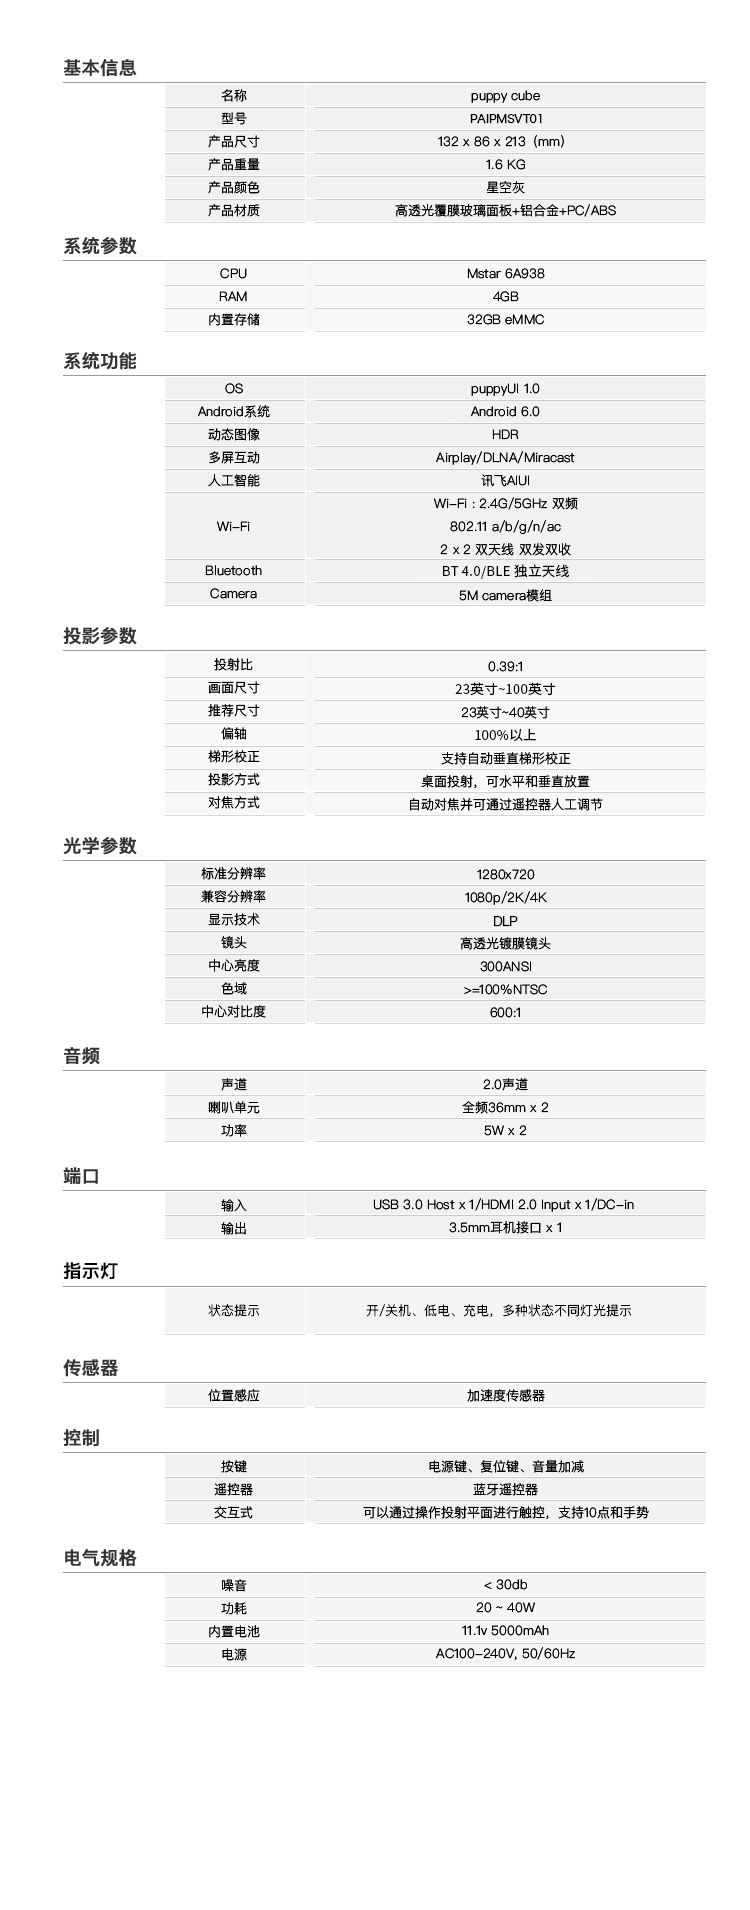 基本信息
名称 puppy cube
型号 PAIPMSVT01
产品尺寸 132 x 86 x 213（mm）
产品重量 1.6 KG
产品颜色 星空灰
产品材质 高透光覆膜玻璃面板+铝合金+PC/ABS
系统参数
CPU Mstar 6A938
RAM 4GB
内置存储 32GB eMMC
系统功能
OS puppyUI 1.0
Android系统 Android 6.0
动态图像 HDR
多屏互动 Airplay/DLNA/Miracast
人工智能 讯飞AIUI
Wi-Fi : 2.4G/5GHz 双频
Wi-Fi 802.11 a/b/g/n/ac
2 x 2 双天线 双发双收
Bluetooth BT 4.0/BLE 独立天线
Camera 5M camera模组
投影参数
投射比 0.39:1
画面尺寸 23英寸~100英寸
推荐尺寸 23英寸~40英寸
偏轴 100%以上
梯形校正 支持自动垂直梯形校正
投影方式 桌面投射，可水平和垂直放置
对焦方式 自动对焦并可通过遥控器人工调节
光学参数
标准分辨率 1280x720
兼容分辨率 1080p/2K/4K
显示技术 DLP
镜头 高透光镀膜镜头
中心亮度 300ANSI
色域 >=100%NTSC
中心对比度 600:1
音频
声道 2.0声道
喇叭单元 全频36mm x 2
功率 5W x 2
端口
输入 USB 3.0 Host x 1/HDMI 2.0 Input x 1/DC-in
输出 3.5mm耳机接口 x 1
指示灯
状态提示 开/关机、低电、充电，多种状态不同灯光提示
传感器
位置感应 加速度传感器
控制
按键 电源键、复位键、音量加减
遥控器 蓝牙遥控器
交互式 可以通过操作投射平面进行触控，支持10点和手势
电气规格
噪音 < 30db
功耗 20 ~ 40W
内置电池 11.1v 5000mAh
电源 AC100-240V, 50/60Hz